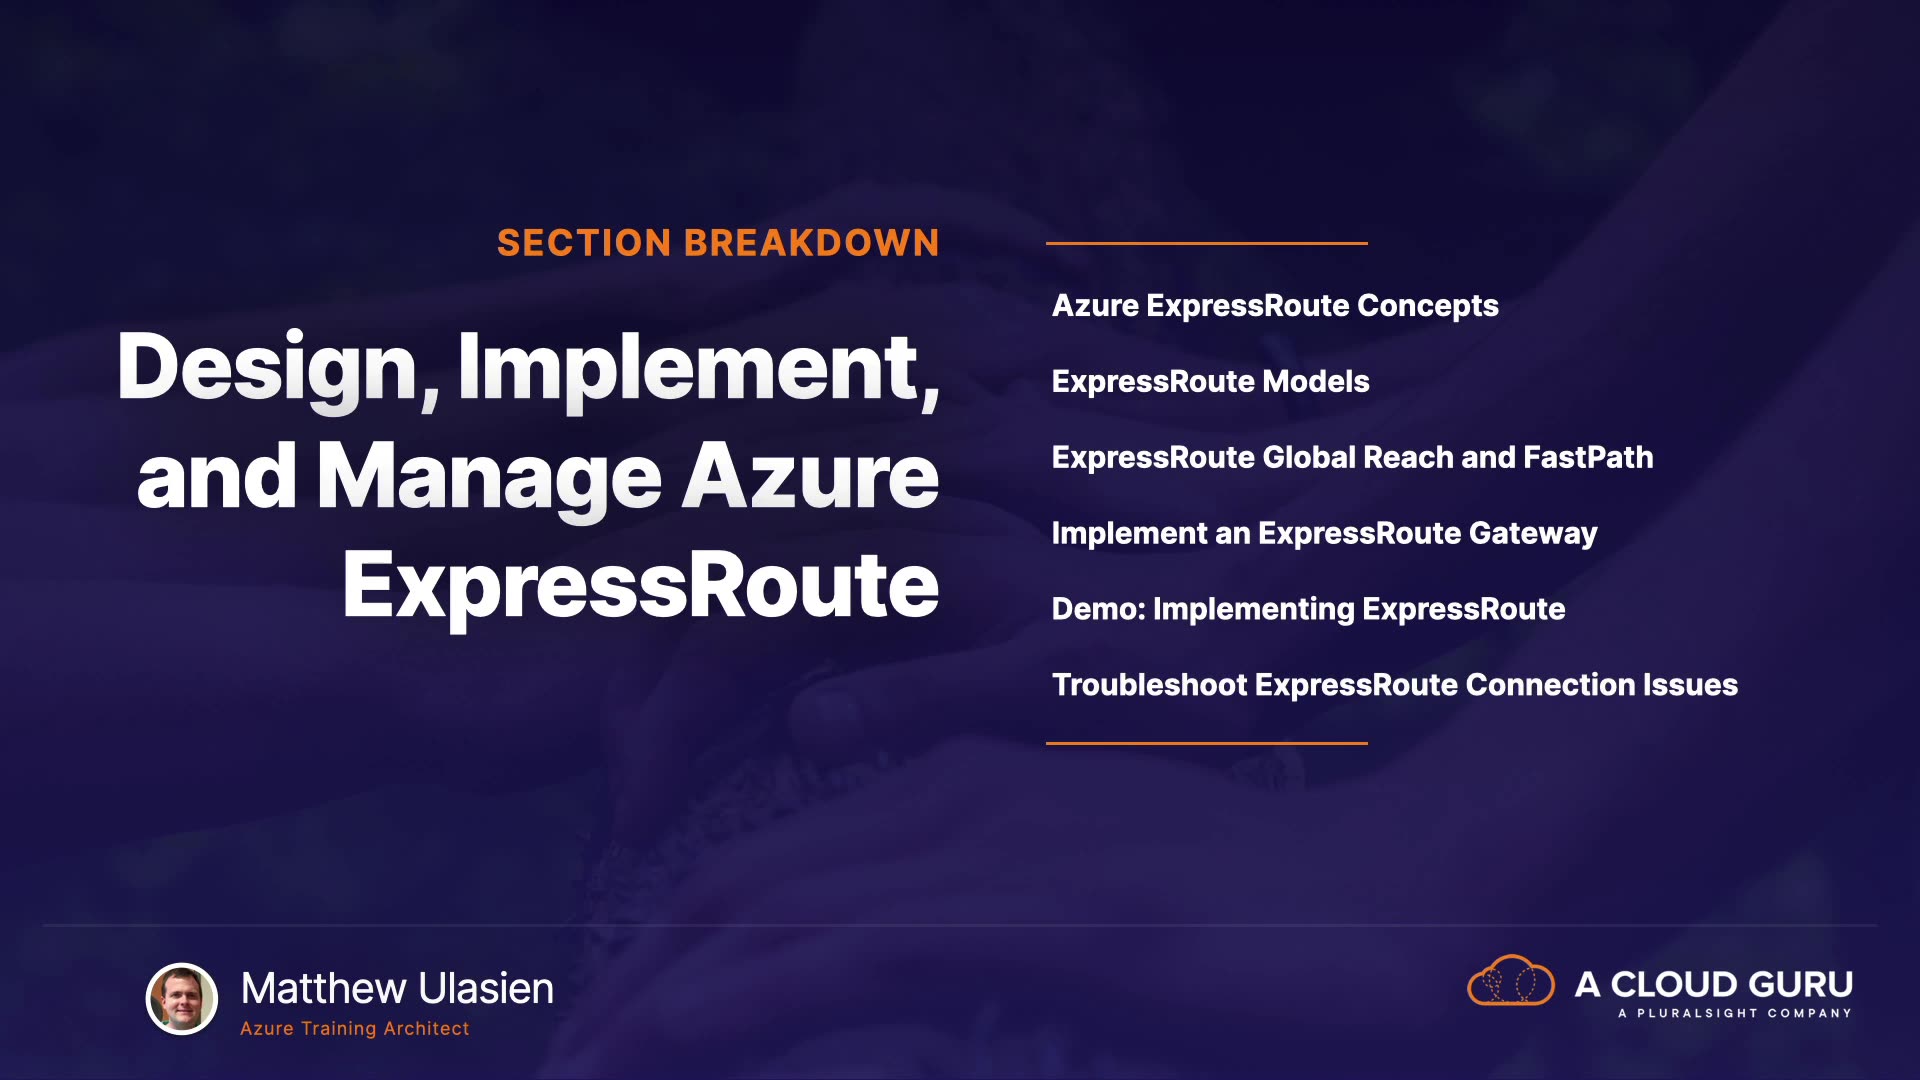 SECTION BREAKDOWN
Design, Implement,
and Manage Azure
ExpressRoute
Azure ExpressRoute Concepts
ExpressRoute Models
ExpressRoute Global Reach and FastPath
Implement an ExpressRoute Gateway
Demo: Implementing ExpressRoute
Troubleshoot ExpressRoute Connection Issues
Matthew Ulasien
Azure Training Architect
A CLOUD GURU
A PLURALSIGHT COMPANY